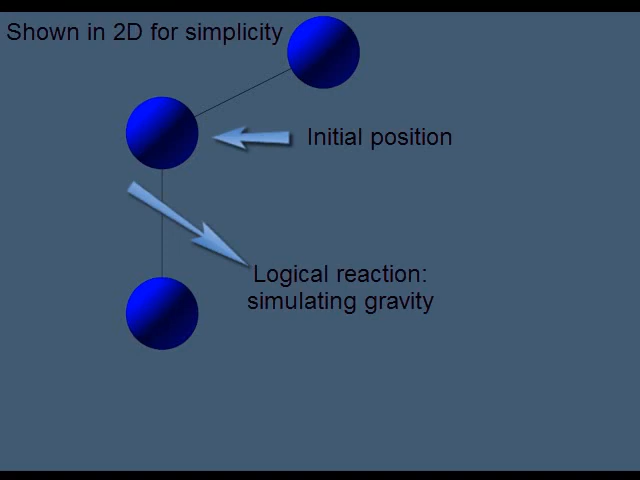 Shown in 2D for simplicity
Initial position
Logical reaction:
simulating gravity